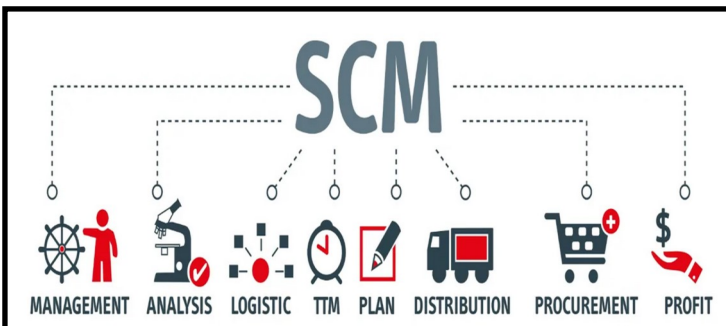 SCM
MANAGEMENT ANALYSIS LOGISTIC TTM PLAN DISTRIBUTION PROCUREMENT PROFIT